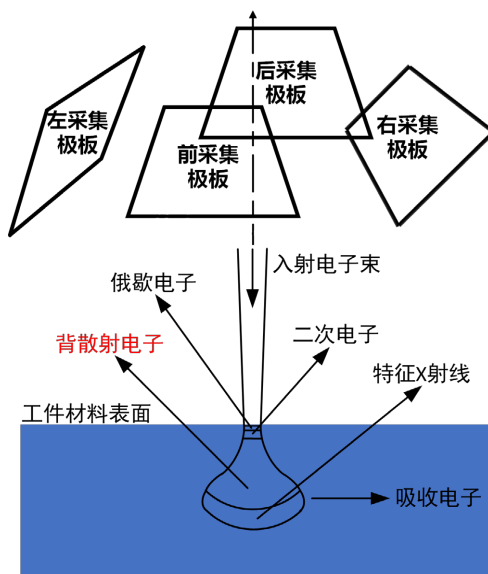 后采集
极板
左采集
极板
右采集
极板
前采集
极板
入射电子束
俄歇电子
二次电子
背散射电子
特征X射线
工件材料表面
吸收电子